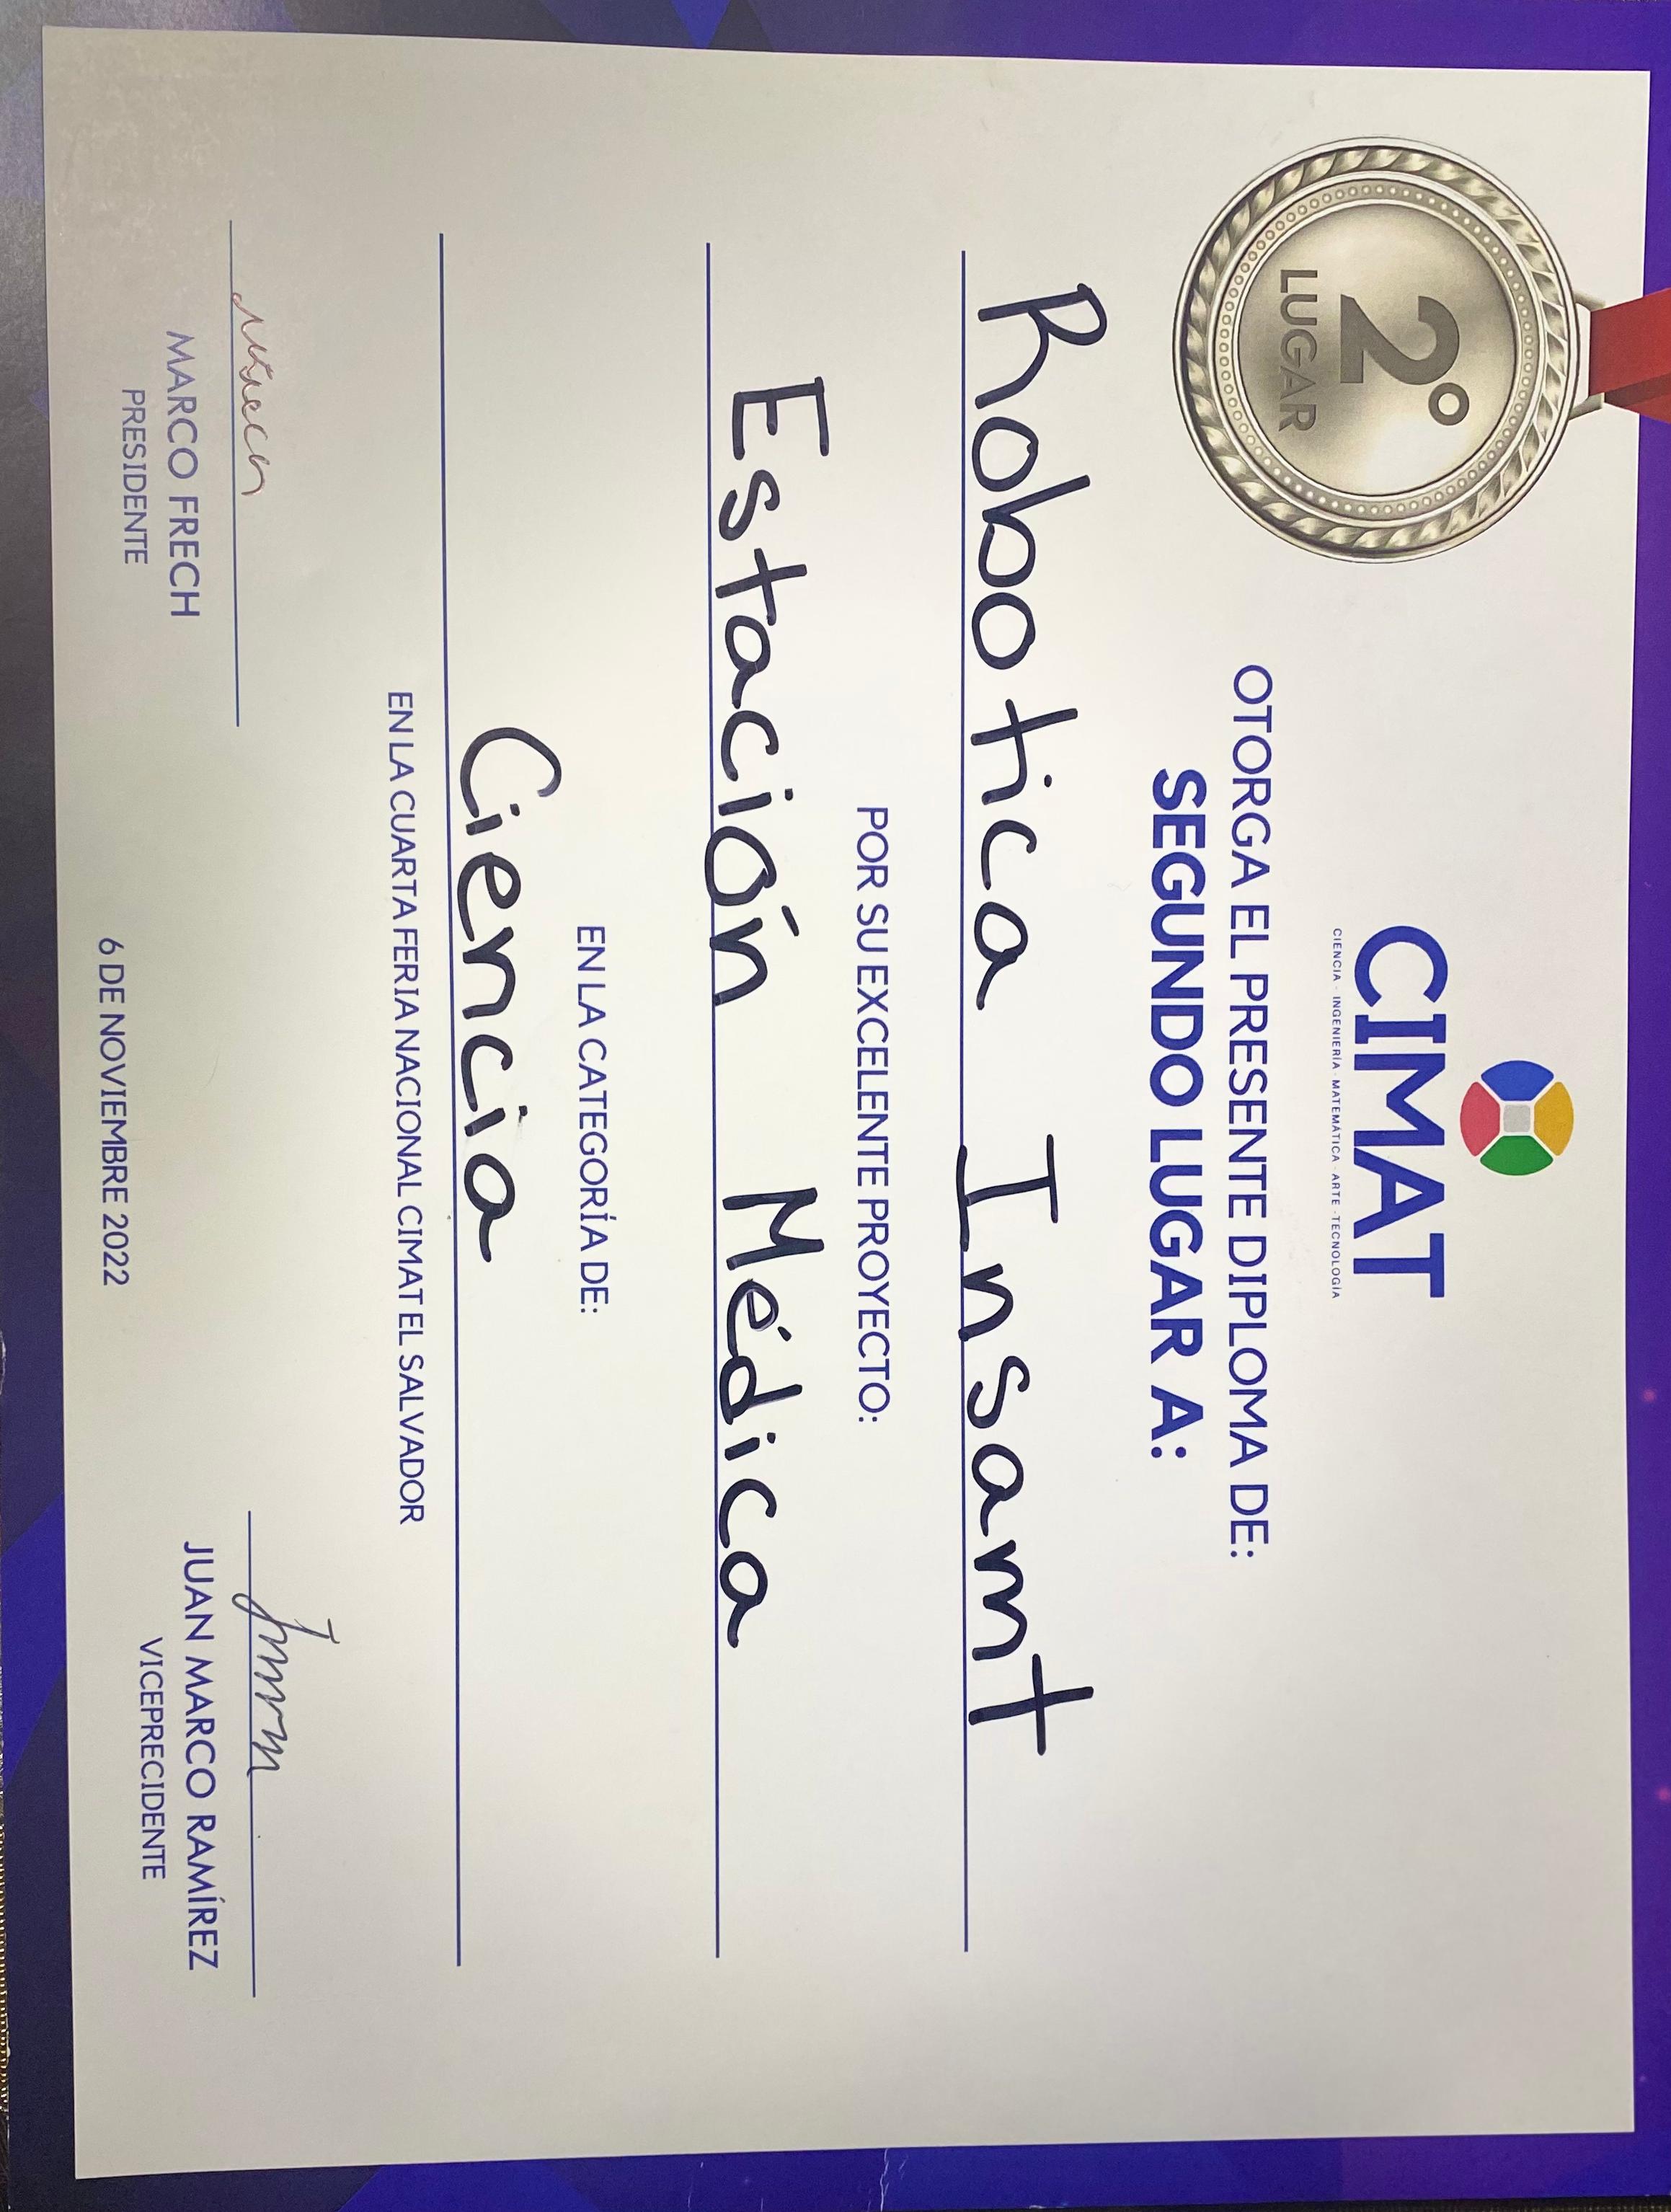 2°
LUGAR
CIMAT
CIENCIA - INGENIERÍA - MATEMÁTICA - ARTE - TECNOLOGÍA
OTORGA EL PRESENTE DIPLOMA DE:
SEGUNDO LUGAR A:
Robotica Insamt
POR SU EXCELENTE PROYECTO:
Estación Médica
EN LA CATEGORÍA DE:
Ciencia
EN LA CUARTA FERIA NACIONAL CIMAT EL SALVADOR
MARCO FRECH
PRESIDENTE
JUAN MARCO RAMÍREZ
VICEPRECIDENTE
6 DE NOVIEMBRE 2022